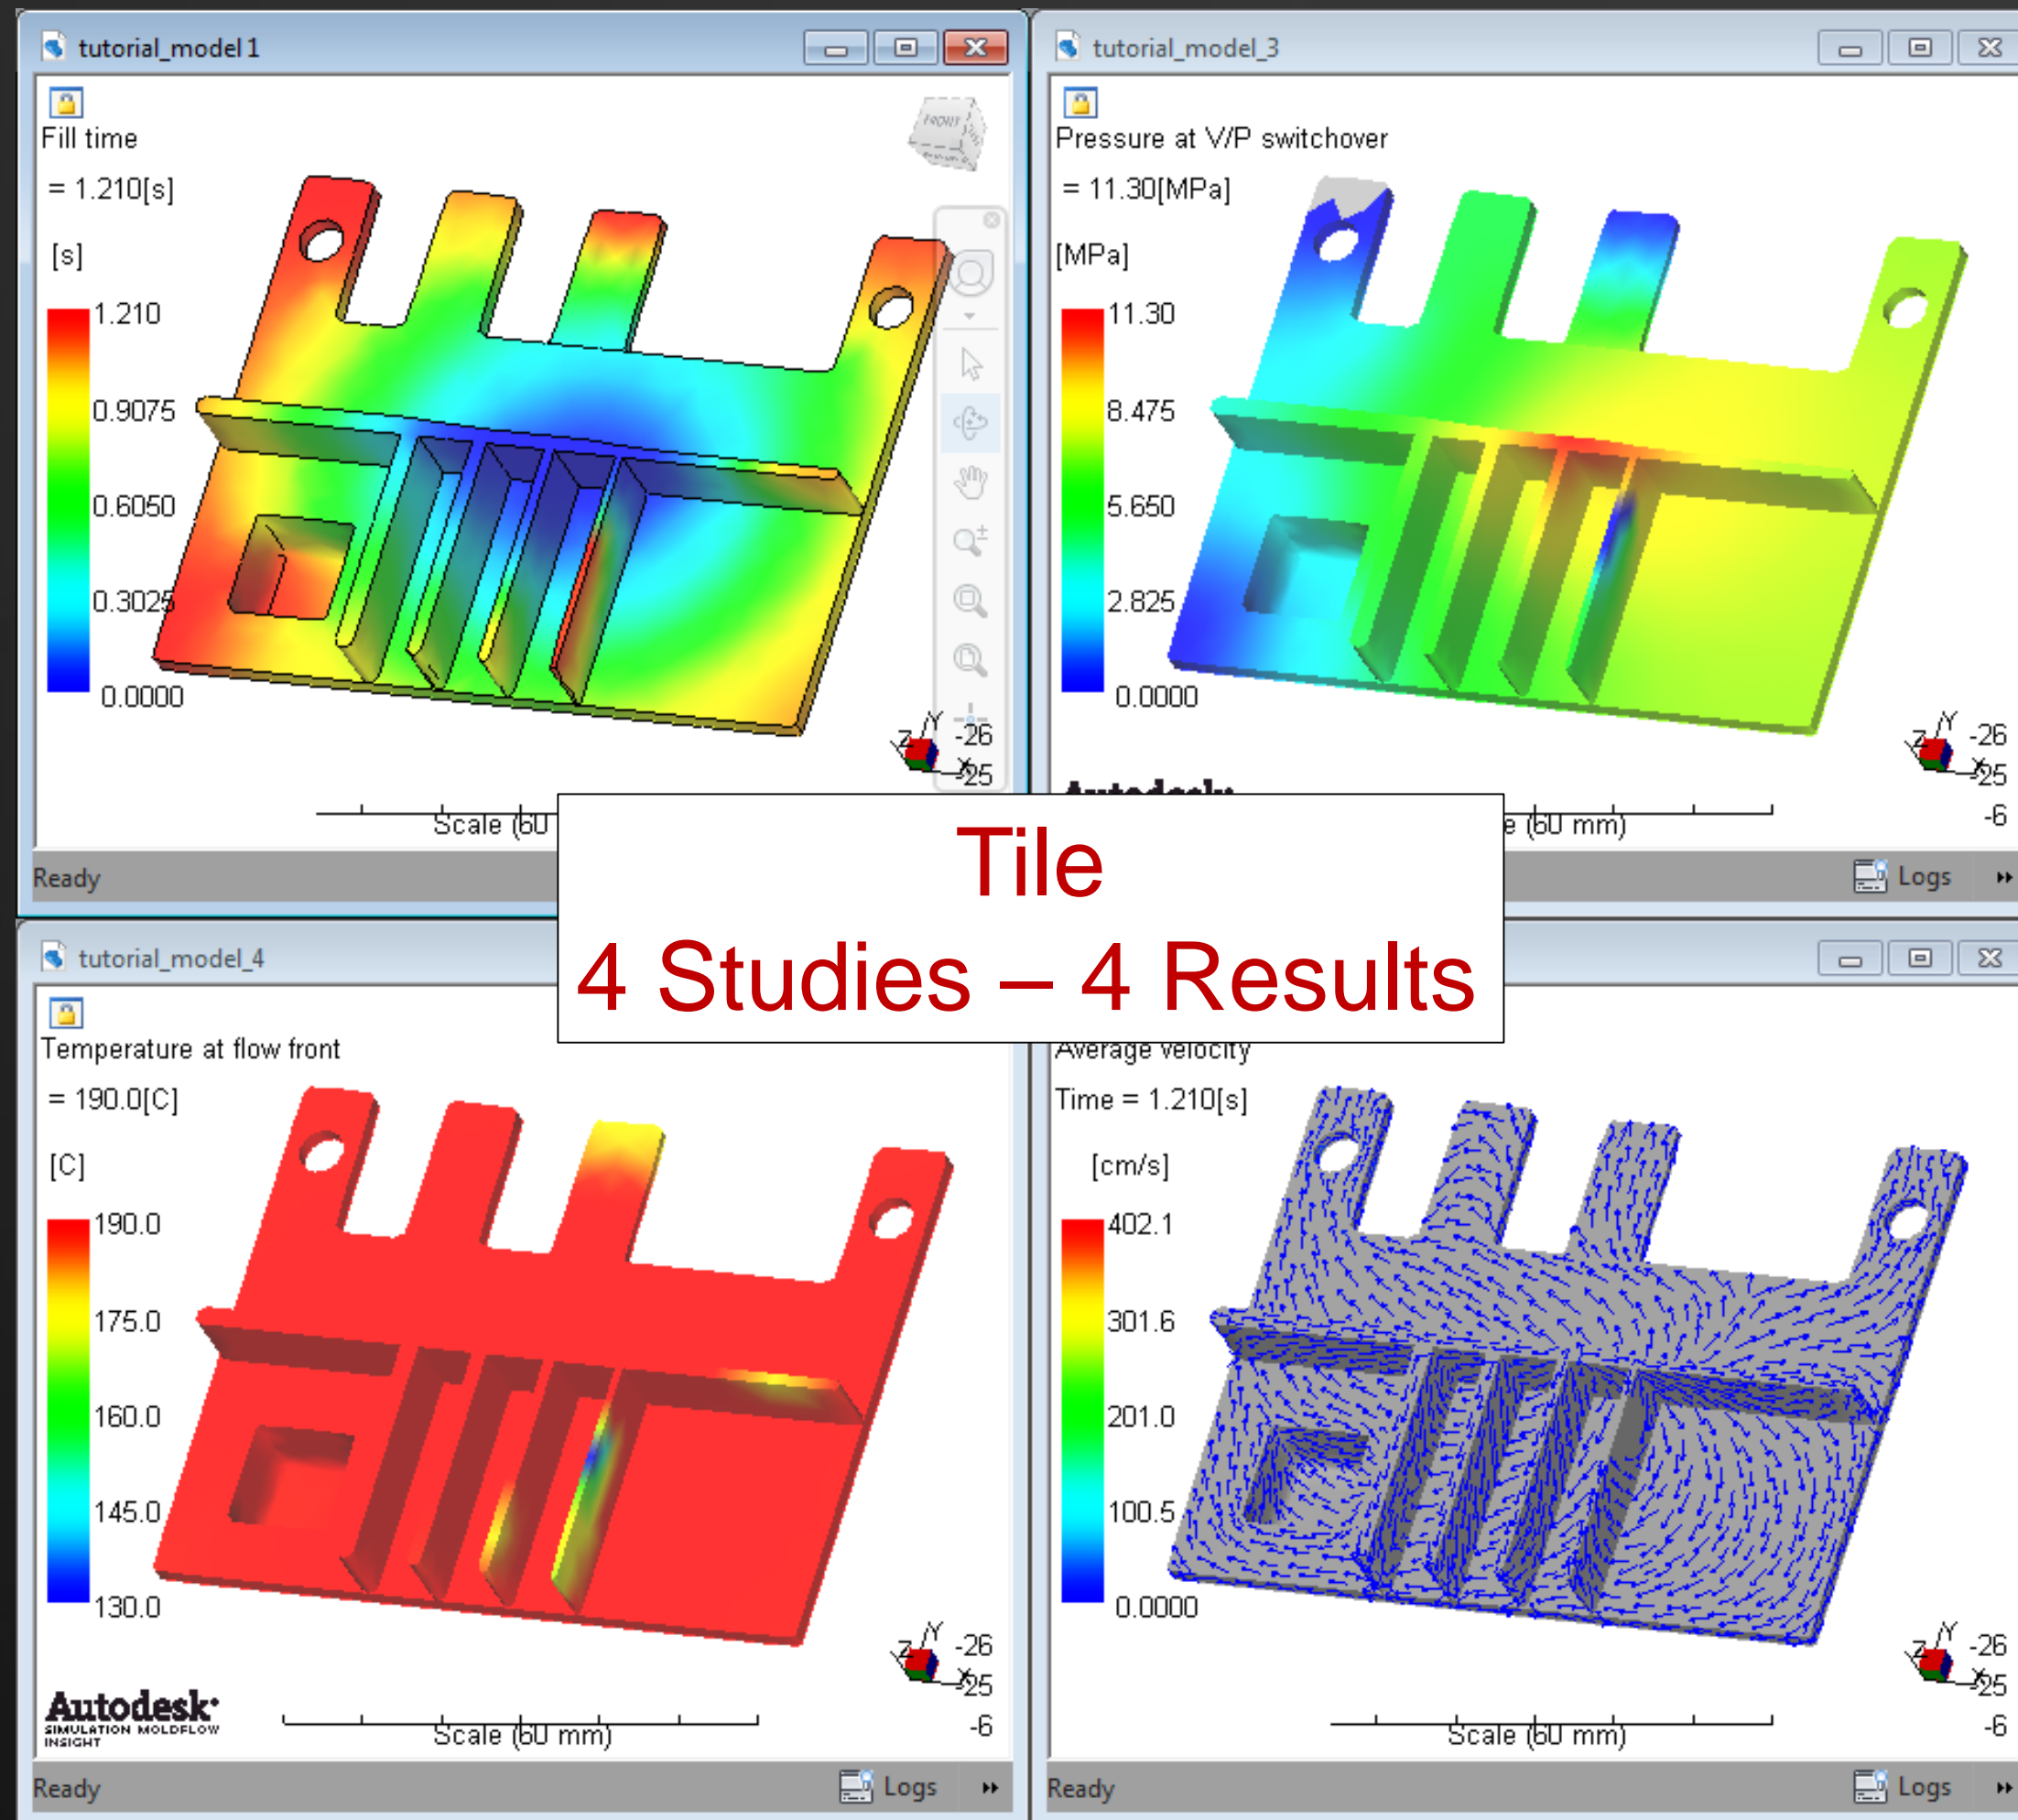 tutorial_model 1
Fill time
= 1.210[s]
[s]
1.210
0.9075
0.6050
0.3025
0.0000
FRONT
Z Y -26
X -25
Scale (60
Ready
tutorial_model_3
Pressure at V/P switchover
= 11.30[MPa]
[MPa]
11.30
8.475
5.650
2.825
0.0000
Z Y -26
X -25
-6
Autodesk
e (60 mm)
Logs
Tile
4 Studies – 4 Results
tutorial_model_4
Temperature at flow front
= 190.0[C]
[C]
190.0
175.0
160.0
145.0
130.0
Z Y -26
X -25
-6
Autodesk
SIMULATION MOLDFLOW
INSIGHT
Scale (60 mm)
Ready
Logs
Average velocity
Time = 1.210[s]
[cm/s]
402.1
301.6
201.0
100.5
0.0000
Z Y -26
X -25
-6
Scale (60 mm)
Ready
Logs